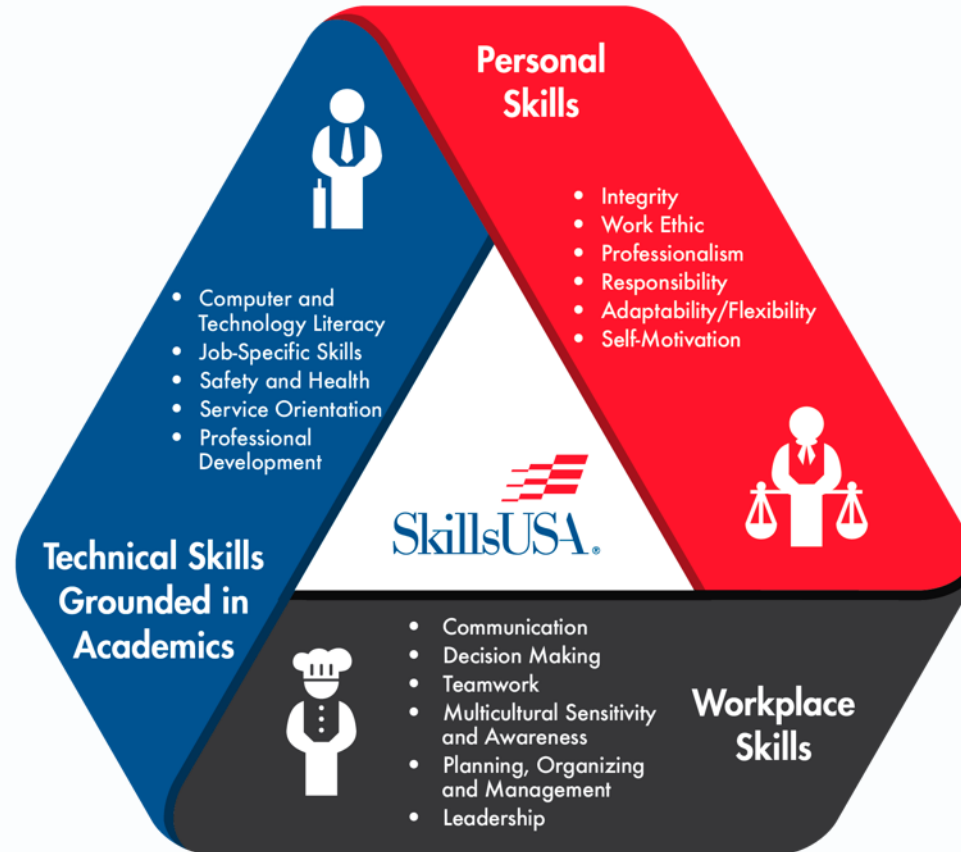 Personal
Skills
• Integrity
• Work Ethic
• Professionalism
• Responsibility
• Adaptability/Flexibility
• Self-Motivation
• Computer and
Technology Literacy
• Job-Specific Skills
• Safety and Health
• Service Orientation
• Professional
Development
Technical Skills
Grounded in
Academics
SkillsUSA®
• Communication
• Decision Making
• Teamwork
• Multicultural Sensitivity
and Awareness
• Planning, Organizing
and Management
• Leadership
Workplace
Skills